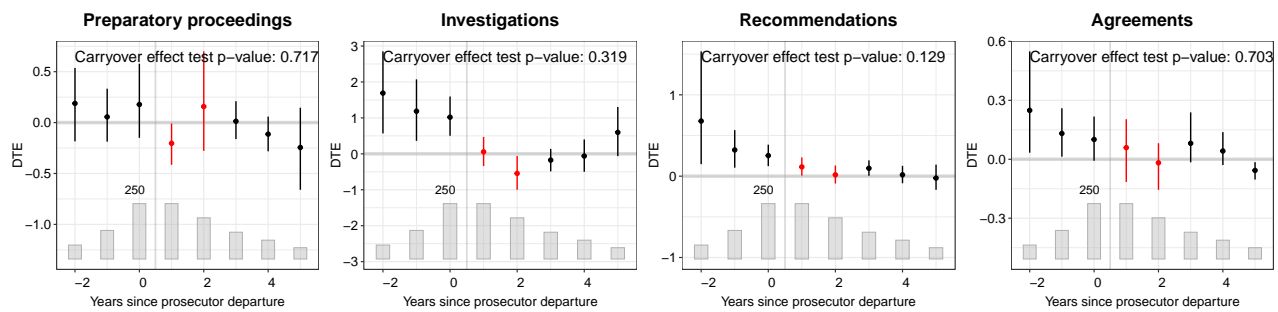 Preparatory proceedings
Carryover effect test p−value: 0.717
DTE
0.5
0.0
−0.5
−1.0
250
−2 0 2 4
Years since prosecutor departure
Investigations
Carryover effect test p−value: 0.319
DTE
3
2
1
0
−1
−2
−3
250
−2 0 2 4
Years since prosecutor departure
Recommendations
Carryover effect test p−value: 0.129
DTE
1
0
−1
250
−2 0 2 4
Years since prosecutor departure
Agreements
Carryover effect test p−value: 0.703
DTE
0.6
0.3
0.0
−0.3
250
−2 0 2 4
Years since prosecutor departure